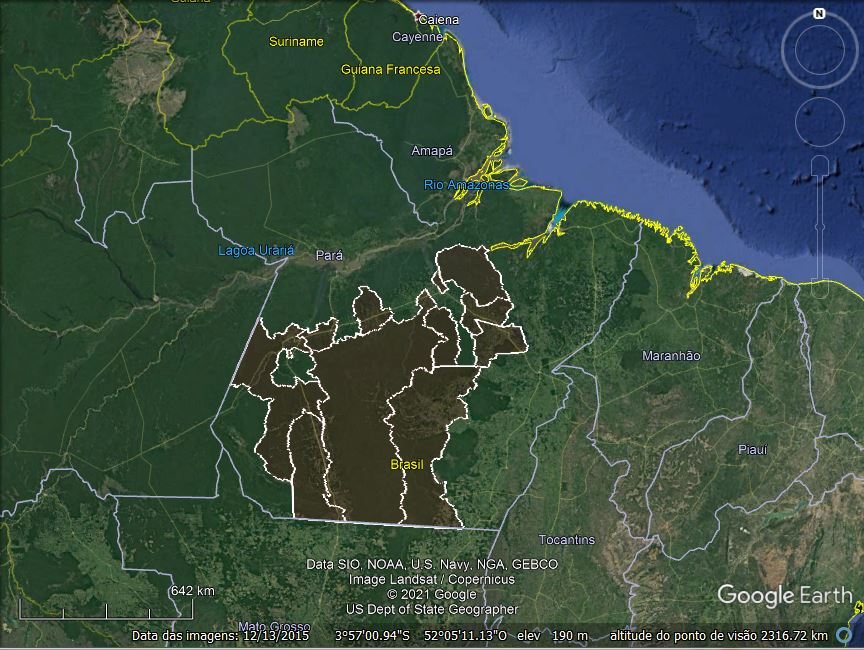 Guiana
Caiena
Cayenne
Suriname
Guiana Francesa
N
Amapá
Rio Amazonas
Lagoa Urariá
Pará
Maranhão
Piauí
Brasil
Tocantins
Data SIO, NOAA, U.S. Navy, NGA, GEBCO
Image Landsat / Copernicus
© 2021 Google
US Dept of State Geographer
642 km
Google Earth
Mato Grosso
Data das imagens: 12/13/2015 3°57'00.94"S 52°05'11.13"O elev 190 m altitude do ponto de visão 2316.72 km